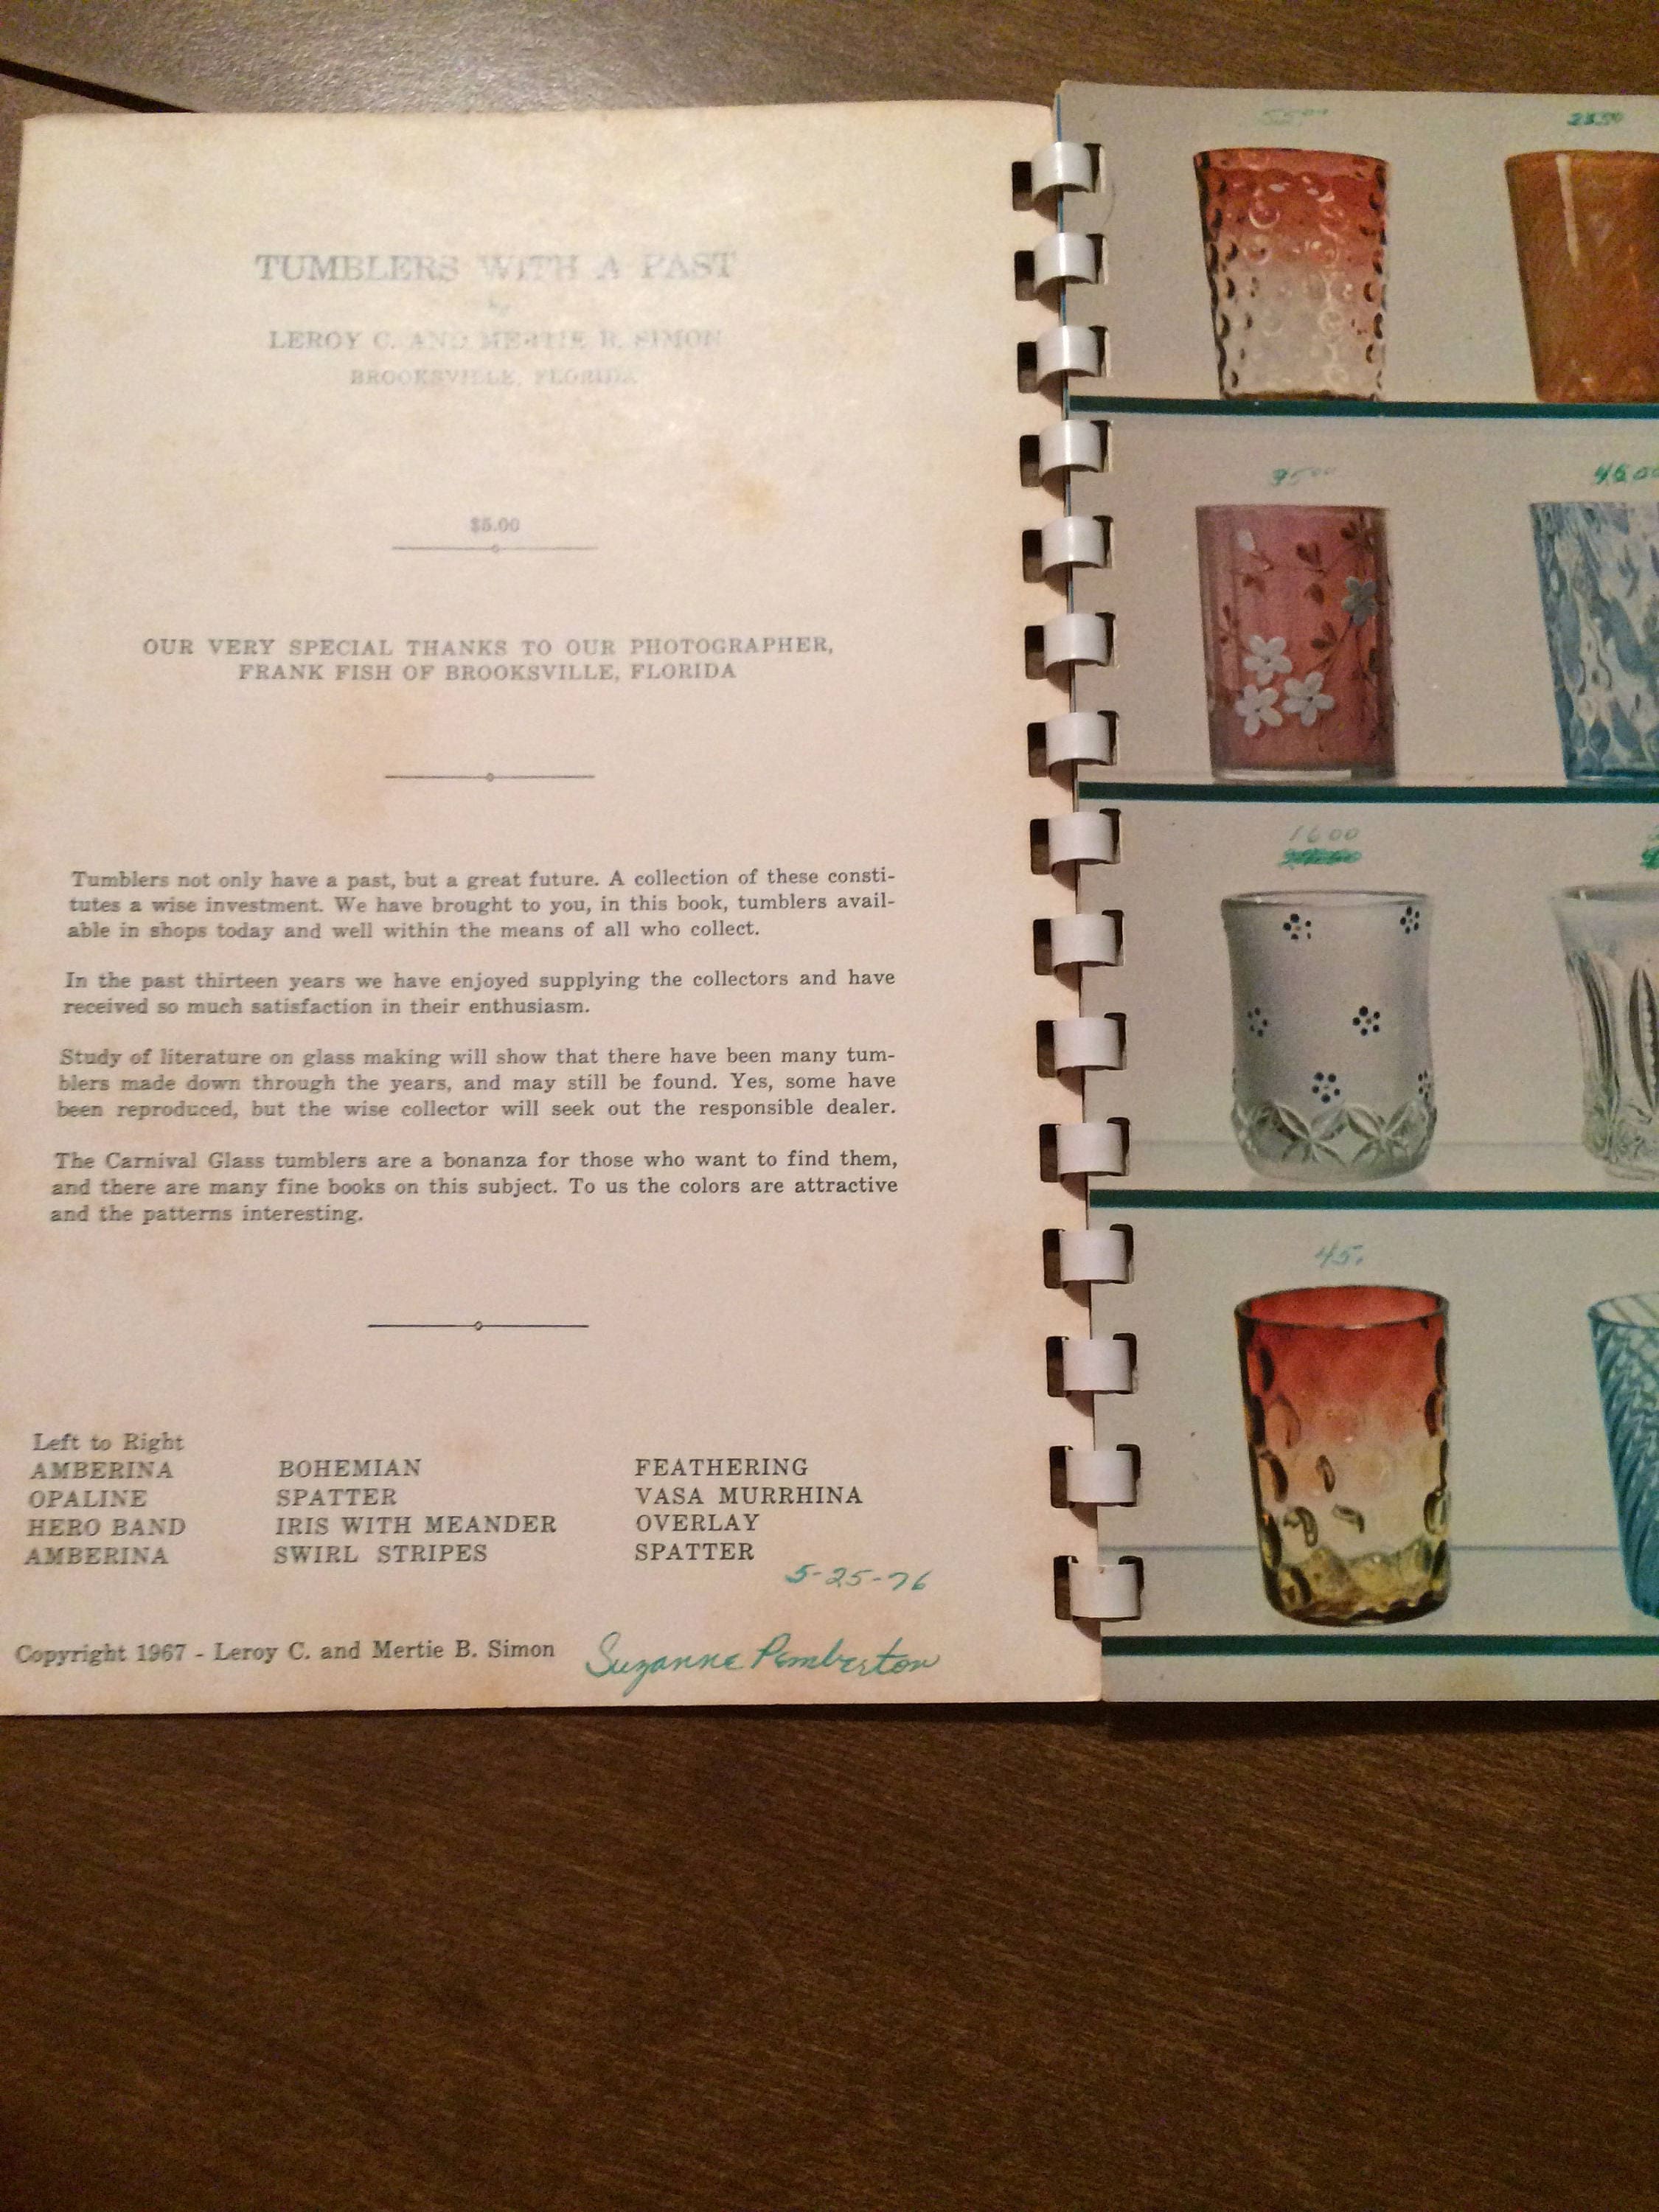 TUMBLERS WITH A PAST
by
LEROY C. AND MERTIE B. SIMON
BROOKSVILLE, FLORIDA
$5.00
OUR VERY SPECIAL THANKS TO OUR PHOTOGRAPHER,
FRANK FISH OF BROOKSVILLE, FLORIDA
Tumblers not only have a past, but a great future. A collection of these consti-
tutes a wise investment. We have brought to you, in this book, tumblers avail-
able in shops today and well within the means of all who collect.
In the past thirteen years we have enjoyed supplying the collectors and have
received so much satisfaction in their enthusiasm.
Study of literature on glass making will show that there have been many tum-
blers made down through the years, and may still be found. Yes, some have
been reproduced, but the wise collector will seek out the responsible dealer.
The Carnival Glass tumblers are a bonanza for those who want to find them,
and there are many fine books on this subject. To us the colors are attractive
and the patterns interesting.
Left to Right
AMBERINA BOHEMIAN FEATHERING
OPALINE SPATTER VASA MURRHINA
HERO BAND IRIS WITH MEANDER OVERLAY
AMBERINA SWIRL STRIPES SPATTER
5-25-76
Copyright 1967 - Leroy C. and Mertie B. Simon Suzanne Pemberton
1600
45.